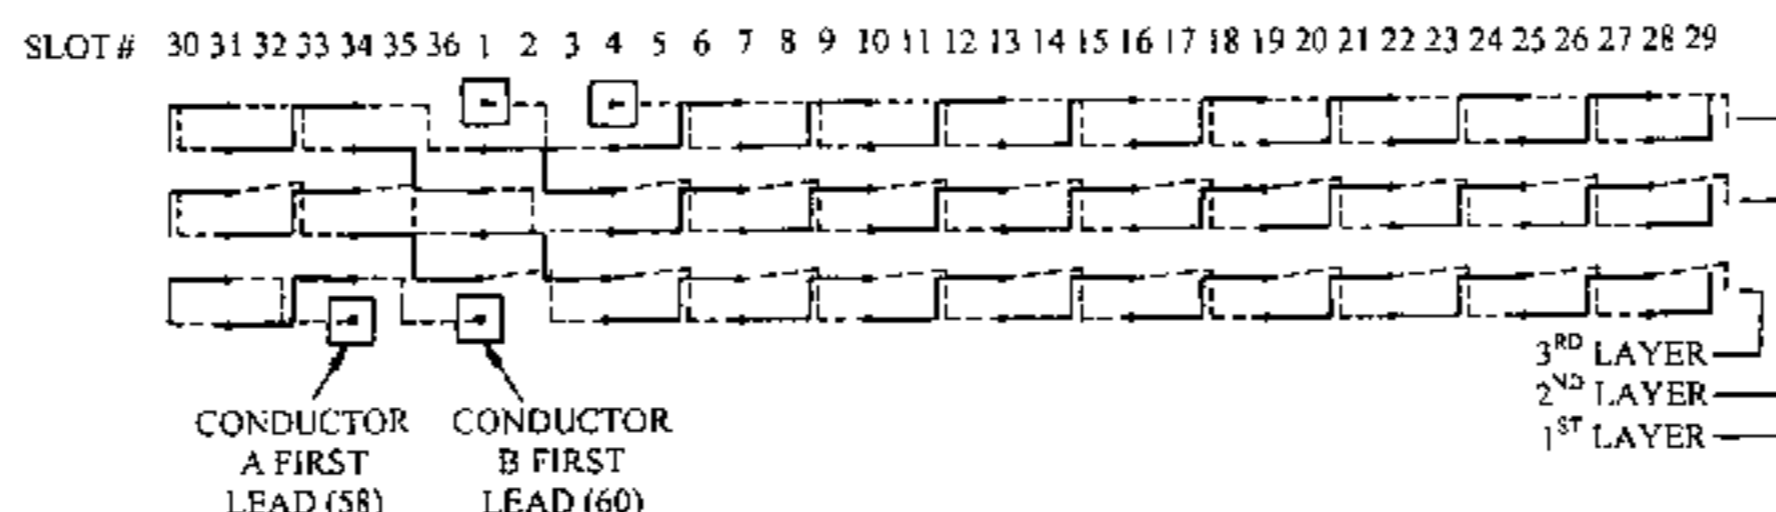 SLOT # 30 31 32 33 34 35 36 1 2 3 4 5 6 7 8 9 10 11 12 13 14 15 16 17 18 19 20 21 22 23 24 25 26 27 28 29
3RD LAYER
2ND LAYER
1ST LAYER
CONDUCTOR CONDUCTOR
A FIRST B FIRST
LEAD (58) LEAD (60)